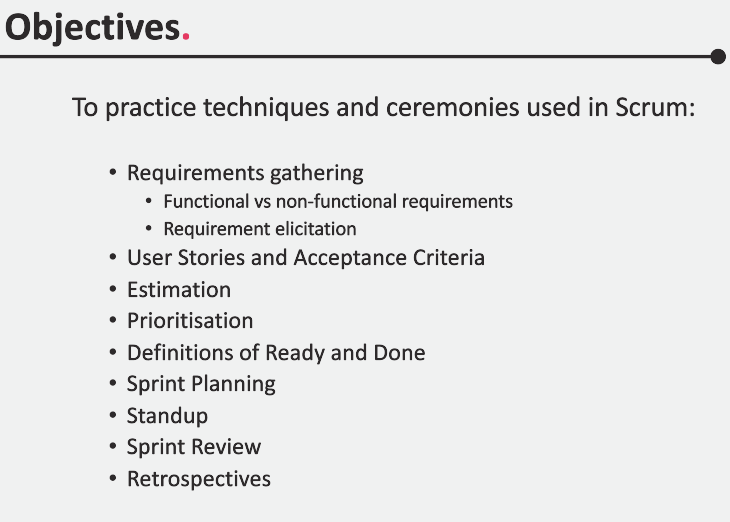 Objectives.
To practice techniques and ceremonies used in Scrum:
• Requirements gathering
• Functional vs non-functional requirements
• Requirement elicitation
• User Stories and Acceptance Criteria
• Estimation
• Prioritisation
• Definitions of Ready and Done
• Sprint Planning
• Standup
• Sprint Review
• Retrospectives